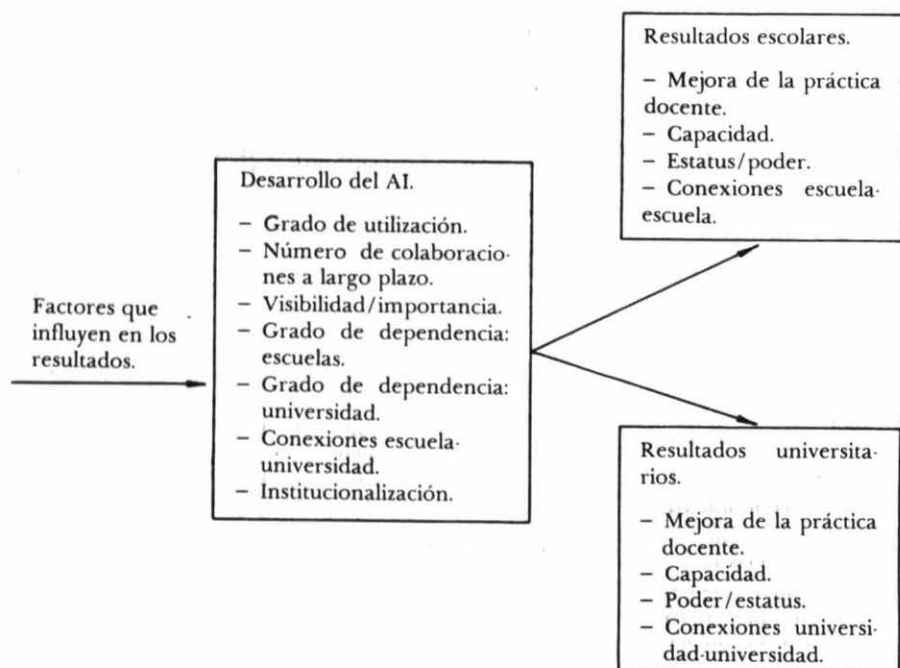 Factores que
influyen en los
resultados.
Desarrollo del AI.
– Grado de utilización.
– Número de colaboracio-
nes a largo plazo.
– Visibilidad/importancia.
– Grado de dependencia:
escuelas.
– Grado de dependencia:
universidad.
– Conexiones escuela-
universidad.
– Institucionalización.
Resultados escolares.
– Mejora de la práctica
docente.
– Capacidad.
– Estatus/poder.
– Conexiones escuela-
escuela.
Resultados universita-
rios.
– Mejora de la práctica
docente.
– Capacidad.
– Poder/estatus.
– Conexiones universi-
dad-universidad.